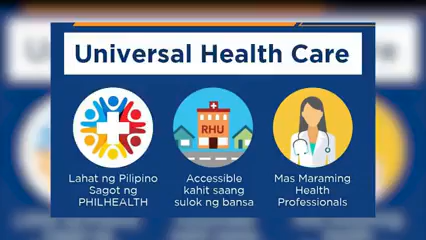 Universal Health Care
RHU
Lahat ng Pilipino
Sagot ng
PHILHEALTH
Accessible
kahit saang
sulok ng bansa
Mas Maraming
Health
Professionals